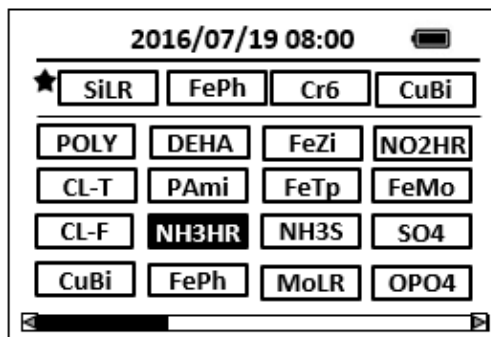 2016/07/19 08:00
SiLR FePh Cr6 CuBi
POLY DEHA FeZi NO2HR
CL-T PAmi FeTp FeMo
CL-F NH3HR NH3S SO4
CuBi FePh MoLR OPO4